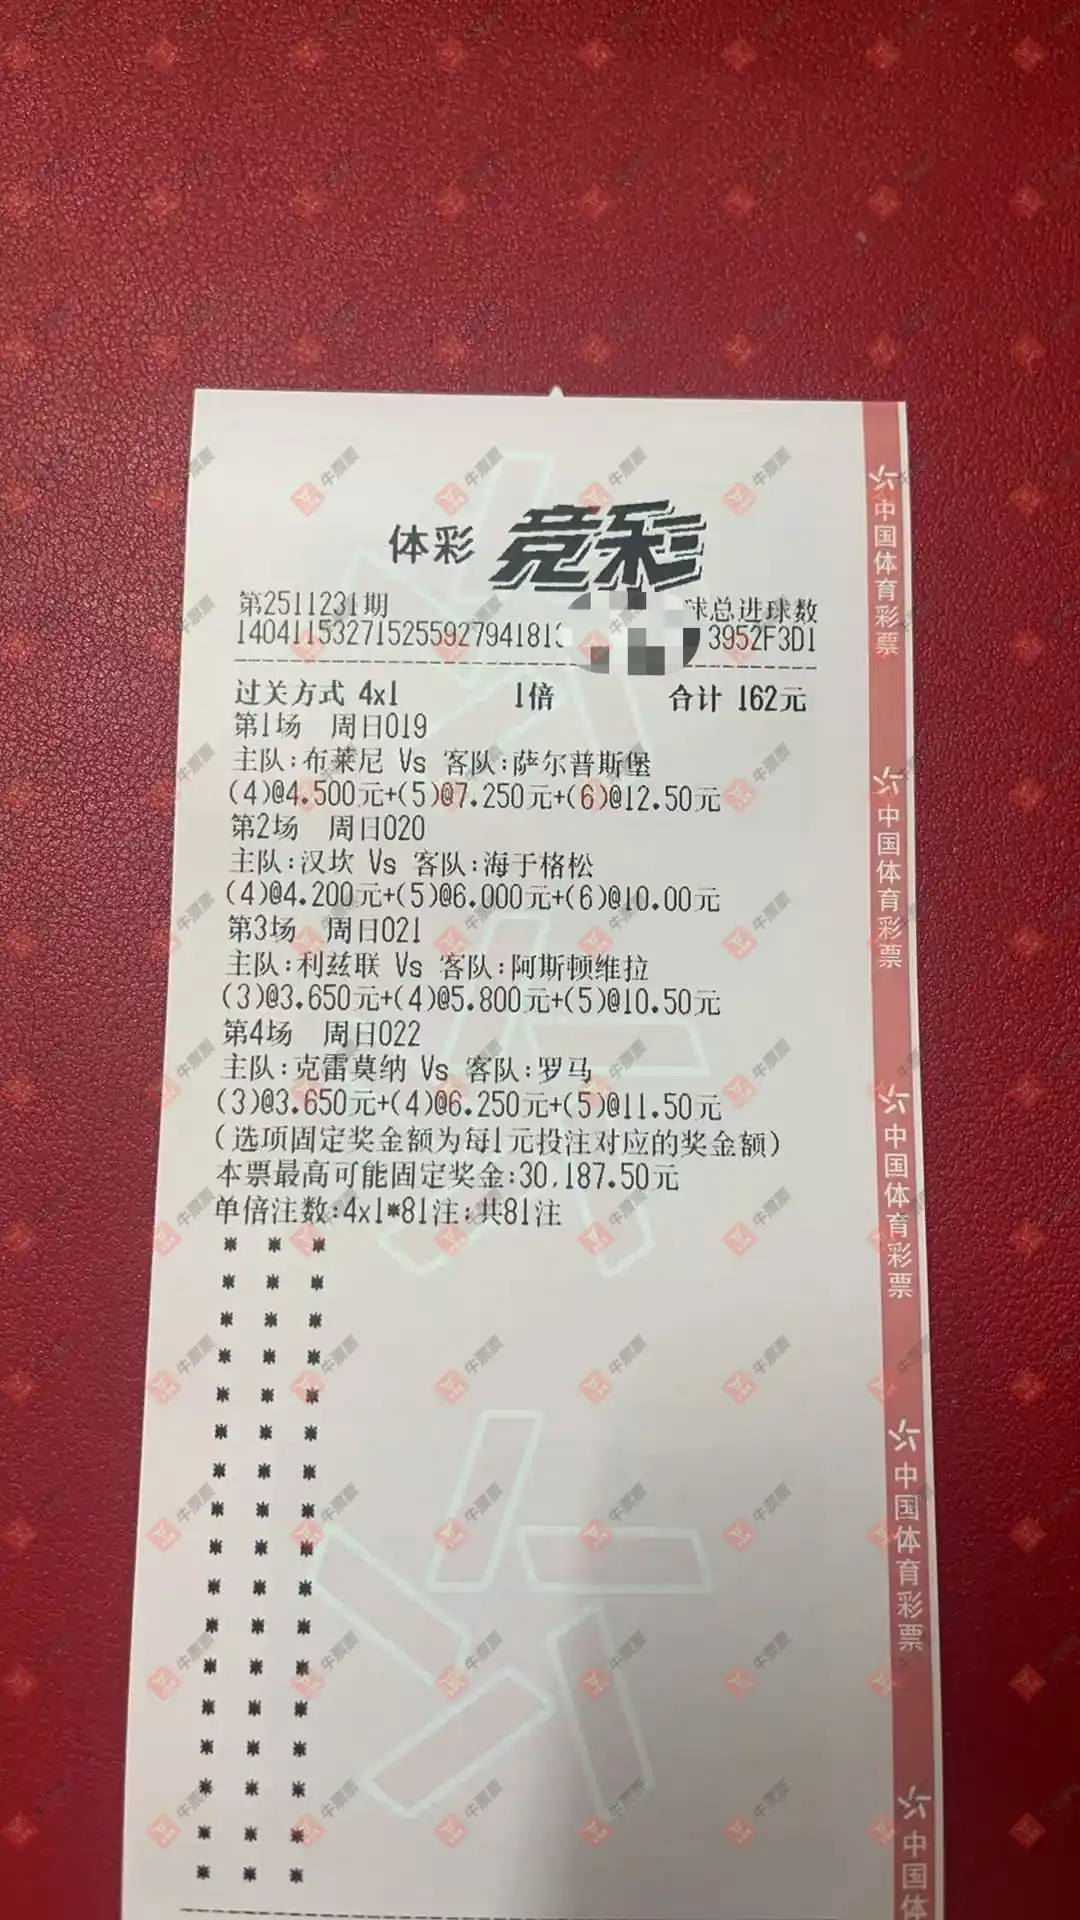 体彩 竞彩
第2511231期 球总进球数
140411532715255927941813 3952F3D1
过关方式 4x1 1倍 合计 162元
第1场 周日019
主队:布莱尼 Vs 客队:萨尔普斯堡
(4)@4.500元+(5)@7.250元+(6)@12.50元
第2场 周日020
主队:汉坎 Vs 客队:海于格松
(4)@4.200元+(5)@6.000元+(6)@10.00元
第3场 周日021
主队:利兹联 Vs 客队:阿斯顿维拉
(3)@3.650元+(4)@5.800元+(5)@10.50元
第4场 周日022
主队:克雷莫纳 Vs 客队:罗马
(3)@3.650元+(4)@6.250元+(5)@11.50元
(选项固定奖金额为每1元投注对应的奖金额)
本票最高可能固定奖金:30,187.50元
单倍注数:4x1*81注;共81注
中国体育彩票
中国体育彩票
中国体育彩票
中国体育彩票
中国体
牛票票